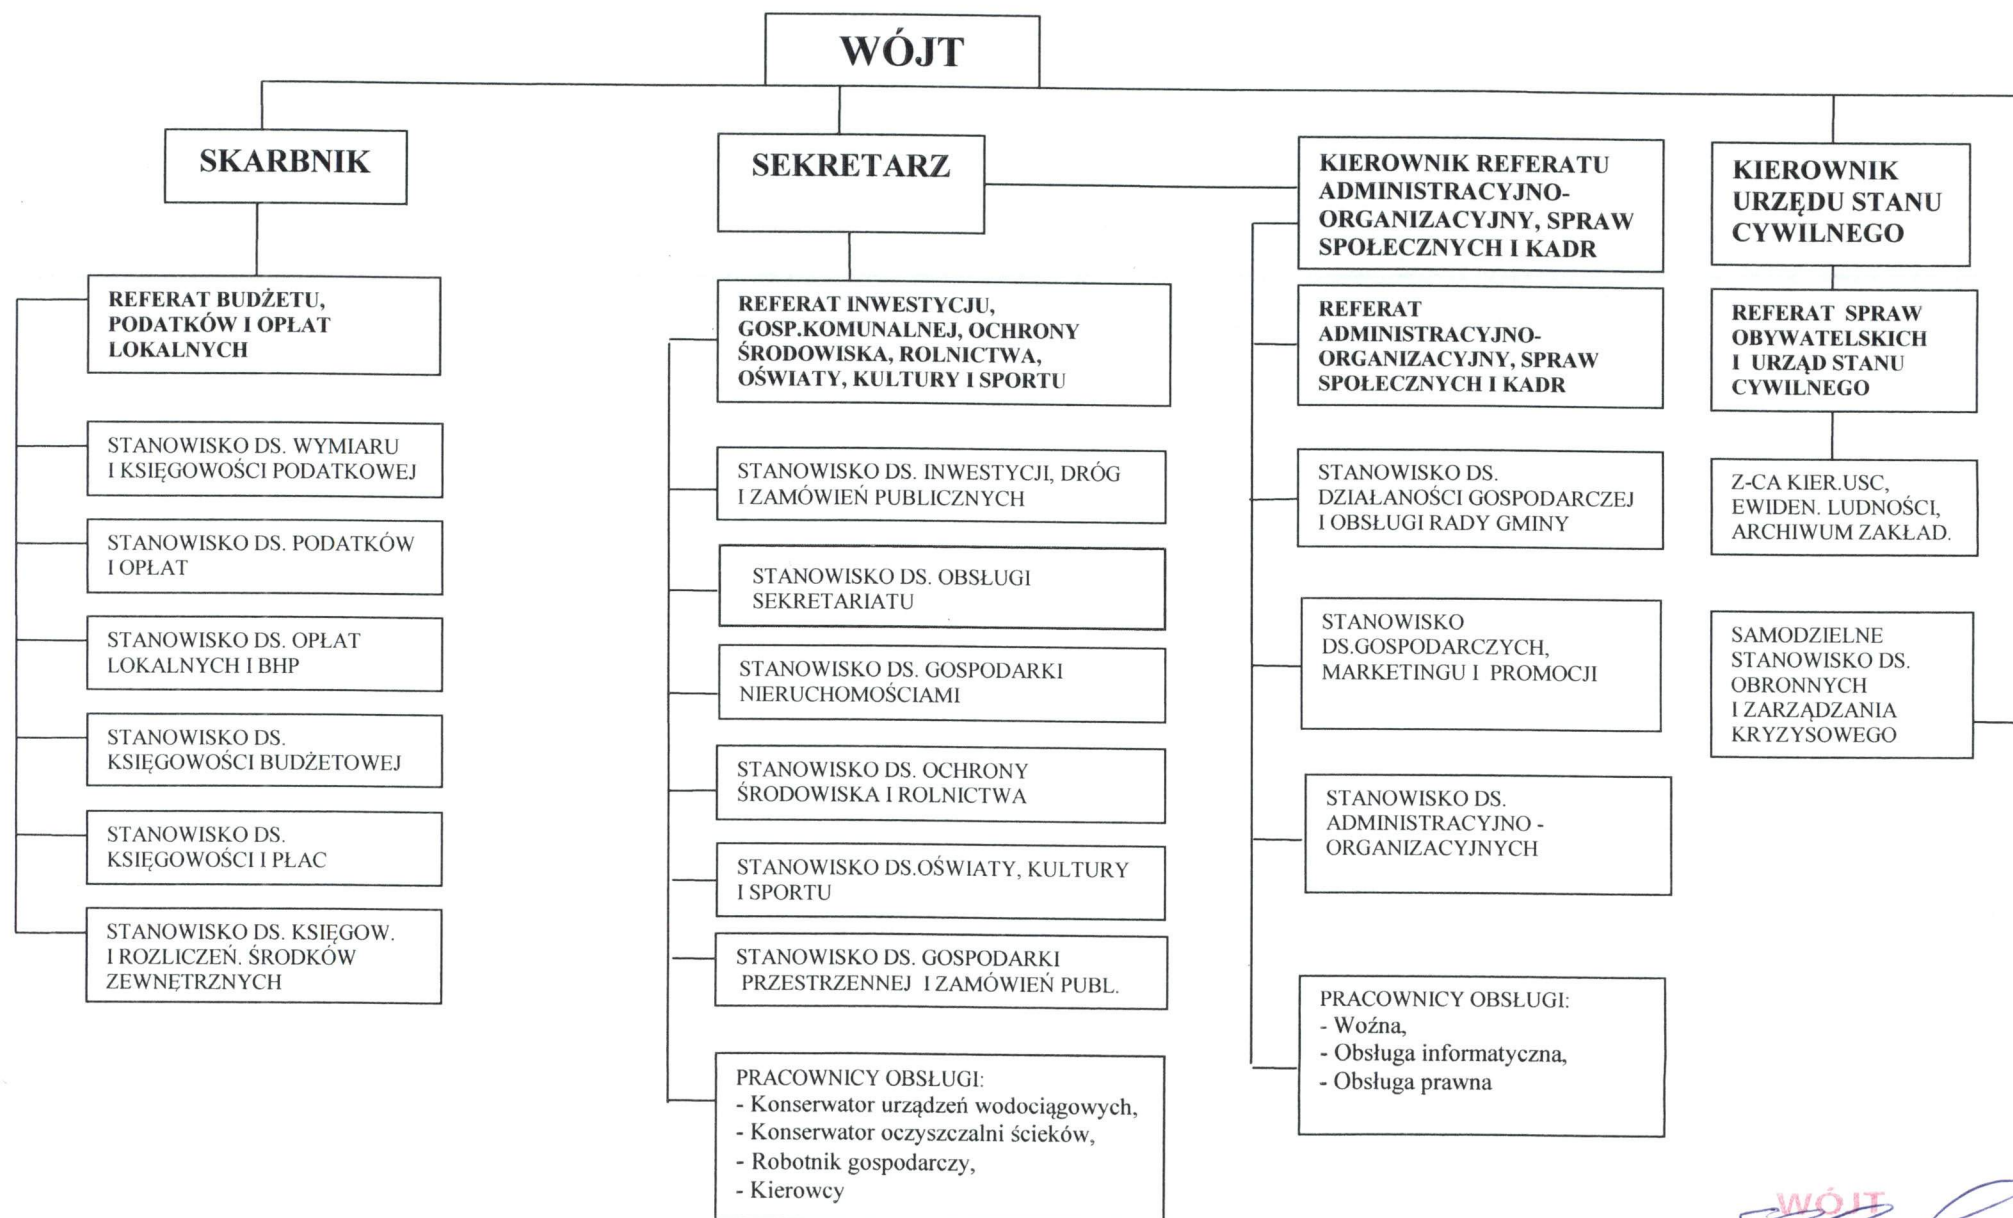 WÓJT
SKARBNIK
REFERAT BUDŻETU,
PODATKÓW I OPŁAT
LOKALNYCH
STANOWISKO DS. WYMIARU
I KSIĘGOWOŚCI PODATKOWEJ
STANOWISKO DS. PODATKÓW
I OPŁAT
STANOWISKO DS. OPŁAT
LOKALNYCH I BHP
STANOWISKO DS.
KSIĘGOWOŚCI BUDŻETOWEJ
STANOWISKO DS.
KSIĘGOWOŚCI I PŁAC
STANOWISKO DS. KSIĘGOW.
I ROZLICZEŃ. ŚRODKÓW
ZEWNĘTRZNYCH
SEKRETARZ
REFERAT INWESTYCJU,
GOSP.KOMUNALNEJ, OCHRONY
ŚRODOWISKA, ROLNICTWA,
OŚWIATY, KULTURY I SPORTU
STANOWISKO DS. INWESTYCJI, DRÓG
I ZAMÓWIEŃ PUBLICZNYCH
STANOWISKO DS. OBSŁUGI
SEKRETARIATU
STANOWISKO DS. GOSPODARKI
NIERUCHOMOŚCIAMI
STANOWISKO DS. OCHRONY
ŚRODOWISKA I ROLNICTWA
STANOWISKO DS.OŚWIATY, KULTURY
I SPORTU
STANOWISKO DS. GOSPODARKI
PRZESTRZENNEJ I ZAMÓWIEŃ PUBL.
PRACOWNICY OBSŁUGI:
- Konserwator urządzeń wodociągowych,
- Konserwator oczyszczalni ścieków,
- Robotnik gospodarczy,
- Kierowcy
KIEROWNIK REFERATU
ADMINISTRACYJNO-
ORGANIZACYJNY, SPRAW
SPOŁECZNYCH I KADR
REFERAT
ADMINISTRACYJNO-
ORGANIZACYJNY, SPRAW
SPOŁECZNYCH I KADR
STANOWISKO DS.
DZIAŁANOŚCI GOSPODARCZEJ
I OBSŁUGI RADY GMINY
STANOWISKO
DS.GOSPODARCZYCH,
MARKETINGU I PROMOCJI
STANOWISKO DS.
ADMINISTRACYJNO -
ORGANIZACYJNYCH
PRACOWNICY OBSŁUGI:
- Woźna,
- Obsługa informatyczna,
- Obsługa prawna
KIEROWNIK
URZĘDU STANU
CYWILNEGO
REFERAT SPRAW
OBYWATELSKICH
I URZĄD STANU
CYWILNEGO
Z-CA KIER.USC,
EWIDEN. LUDNOŚCI,
ARCHIWUM ZAKŁAD.
SAMODZIELNE
STANOWISKO DS.
OBRONNYCH
I ZARZĄDZANIA
KRYZYSOWEGO
WÓJT